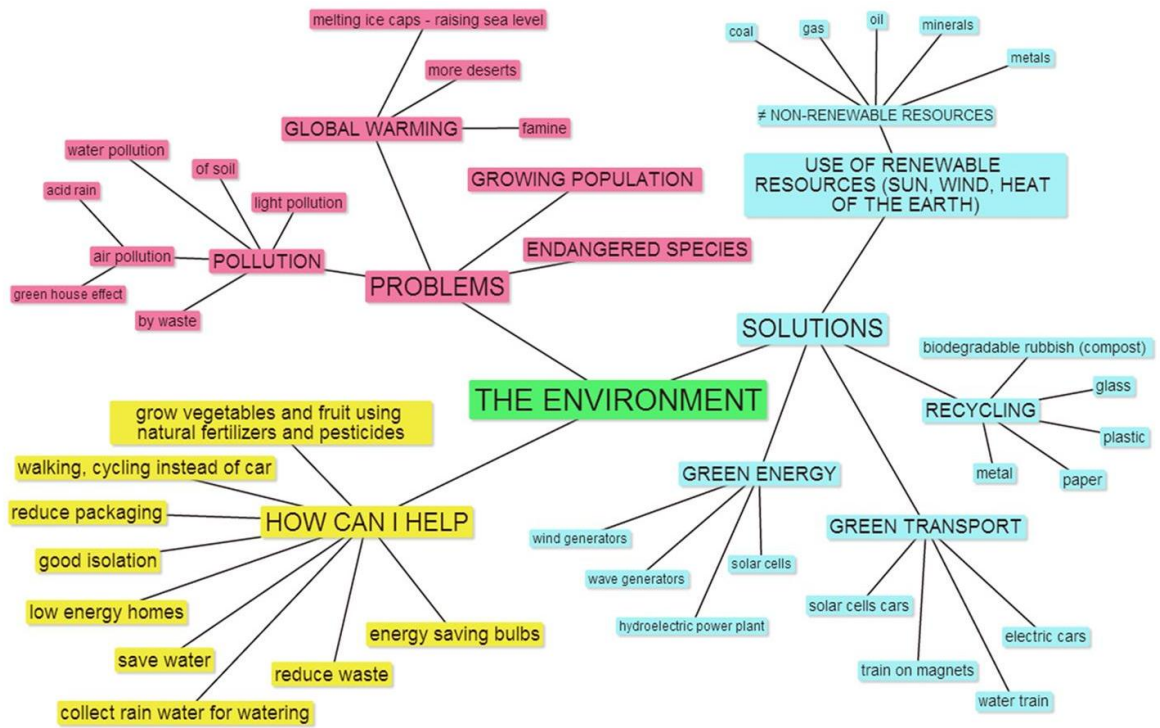 THE ENVIRONMENT
PROBLEMS
GLOBAL WARMING
melting ice caps - raising sea level
more deserts
famine
GROWING POPULATION
ENDANGERED SPECIES
POLLUTION
water pollution
of soil
light pollution
air pollution
acid rain
green house effect
by waste
SOLUTIONS
USE OF RENEWABLE
RESOURCES (SUN, WIND, HEAT
OF THE EARTH)
≠ NON-RENEWABLE RESOURCES
coal
gas
oil
minerals
metals
RECYCLING
biodegradable rubbish (compost)
glass
plastic
paper
metal
GREEN TRANSPORT
solar cells cars
train on magnets
water train
electric cars
GREEN ENERGY
wind generators
wave generators
hydroelectric power plant
solar cells
HOW CAN I HELP
grow vegetables and fruit using
natural fertilizers and pesticides
walking, cycling instead of car
reduce packaging
good isolation
low energy homes
save water
collect rain water for watering
reduce waste
energy saving bulbs